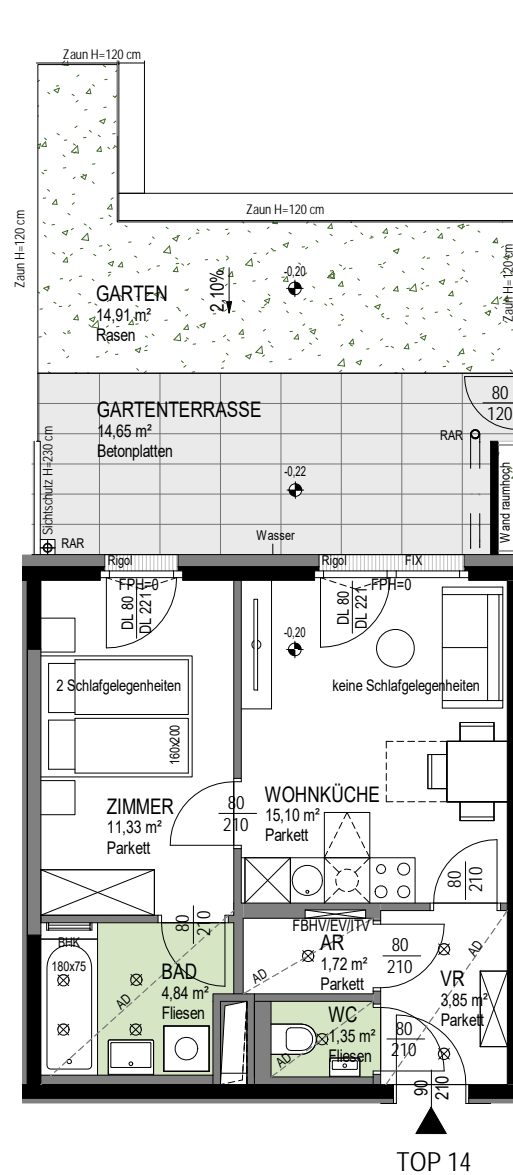 Zaun H=120 cm
Zaun H=120 cm
Zaun H=120 cm
Zaun H=120 cm
GARTEN
14,91 m²
Rasen
2,10%
-0,20
GARTENTERRASSE
14,65 m²
Betonplatten
80
120
RAR
Sichtschutz H=230 cm
-0,22
Wand raumhoch
RAR
Wasser
Rigol
Rigol
FIX
FPH=0
FPH=0
DL 80
DL 221
DL 80
DL 221
-0,20
2 Schlafgelegenheiten
keine Schlafgelegenheiten
160x200
ZIMMER
11,33 m²
Parkett
80
210
WOHNKÜCHE
15,10 m²
Parkett
80
210
80
210
FBHV/EV/ITV
BHK
180x75
AD
BAD
4,84 m²
Fliesen
AD
AR
1,72 m²
Parkett
80
210
AD
VR
3,85 m²
Parkett
WC
1,35 m²
Fliesen
AD
80
210
90
210
TOP 14